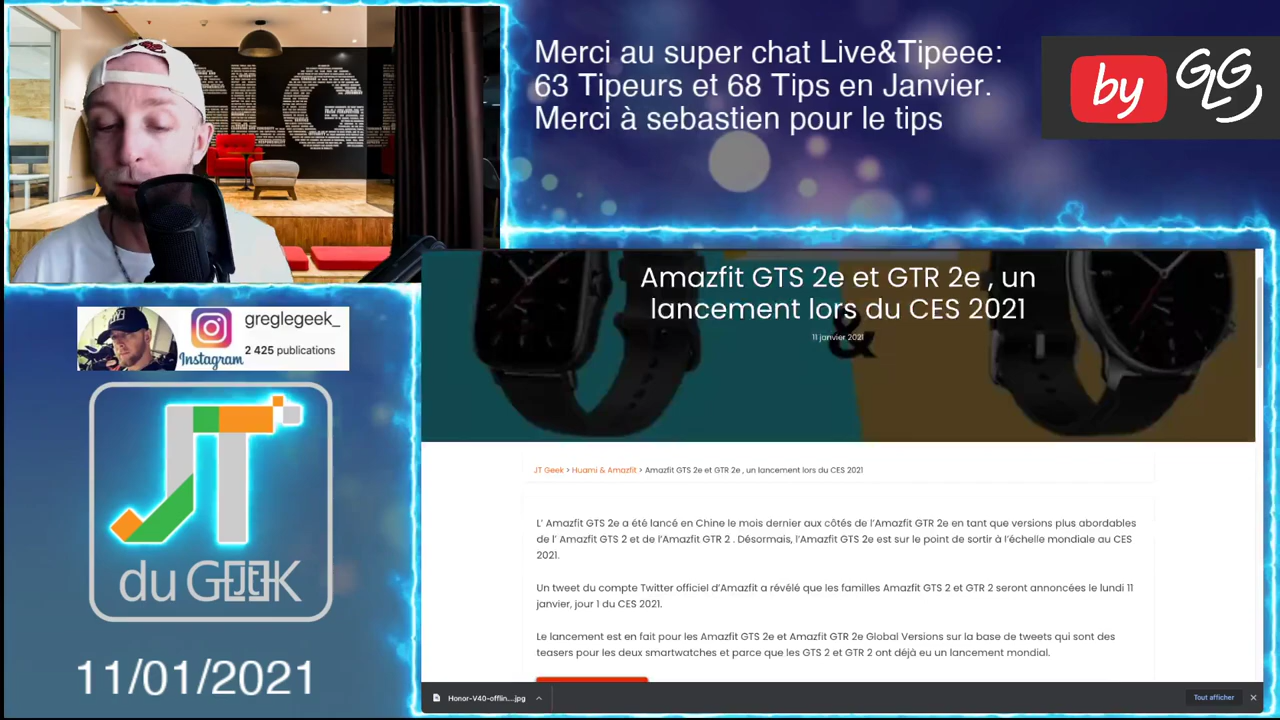 Merci au super chat Live&Tipeee:
63 Tipeurs et 68 Tips en Janvier.
Merci à sebastien pour le tips
by GLG
greglegeek_
2 425 publications
Instagram
JT
du GEEK
11/01/2021
Amazfit GTS 2e et GTR 2e , un
lancement lors du CES 2021
11 janvier 2021
&
JT Geek > Huami & Amazfit > Amazfit GTS 2e et GTR 2e , un lancement lors du CES 2021
L' Amazfit GTS 2e a été lancé en Chine le mois dernier aux côtés de l'Amazfit GTR 2e en tant que versions plus abordables
de l' Amazfit GTS 2 et de l'Amazfit GTR 2 . Désormais, l'Amazfit GTS 2e est sur le point de sortir à l'échelle mondiale au CES
2021.
Un tweet du compte Twitter officiel d'Amazfit a révélé que les familles Amazfit GTS 2 et GTR 2 seront annoncées le lundi 11
janvier, jour 1 du CES 2021.
Le lancement est en fait pour les Amazfit GTS 2e et Amazfit GTR 2e Global Versions sur la base de tweets qui sont des
teasers pour les deux smartwatches et parce que les GTS 2 et GTR 2 ont déjà eu un lancement mondial.
Honor-V40-offlin....jpg
Tout afficher